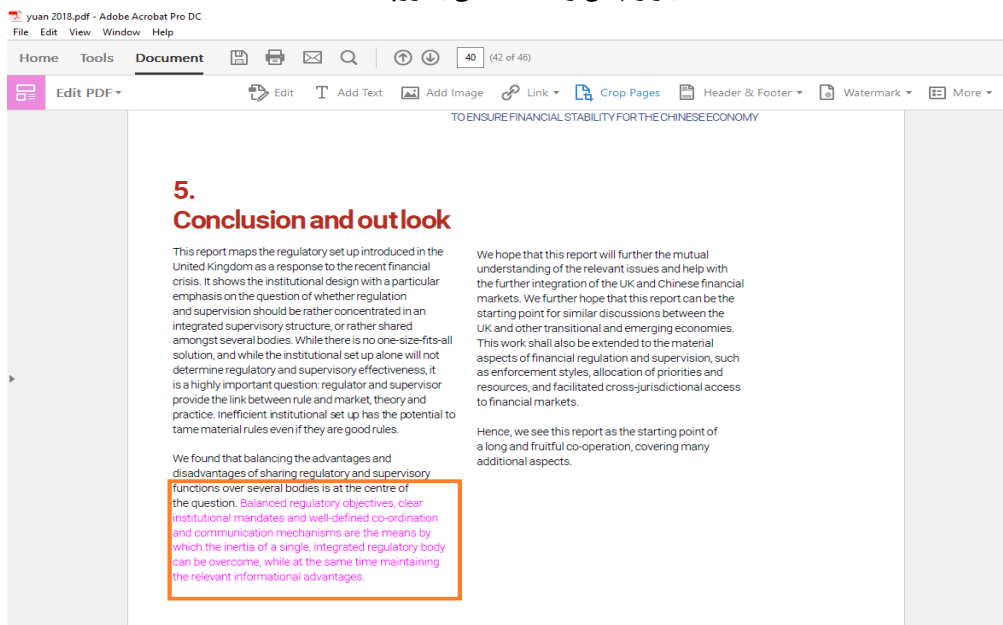 yuan 2018.pdf - Adobe Acrobat Pro DC
File Edit View Window Help
Home Tools Document 40 (42 of 46)
Edit PDF Edit Add Text Add Image Link Crop Pages Header & Footer Watermark More
TO ENSURE FINANCIAL STABILITY FOR THE CHINESE ECONOMY
5.
Conclusion and outlook
This report maps the regulatory set up introduced in the
United Kingdom as a response to the recent financial
crisis. It shows the institutional design with a particular
emphasis on the question of whether regulation
and supervision should be rather concentrated in an
integrated supervisory structure, or rather shared
amongst several bodies. While there is no one-size-fits-all
solution, and while the institutional set up alone will not
determine regulatory and supervisory effectiveness, it
is a highly important question: regulator and supervisor
provide the link between rule and market, theory and
practice. Inefficient institutional set up has the potential to
tame material rules even if they are good rules.
We found that balancing the advantages and
disadvantages of sharing regulatory and supervisory
functions over several bodies is at the centre of
the question. Balanced regulatory objectives, clear
institutional mandates and well-defined co-ordination
and communication mechanisms are the means by
which the inertia of a single, integrated regulatory body
can be overcome, while at the same time maintaining
the relevant informational advantages.
We hope that this report will further the mutual
understanding of the relevant issues and help with
the further integration of the UK and Chinese financial
markets. We further hope that this report can be the
starting point for similar discussions between the
UK and other transitional and emerging economies.
This work shall also be extended to the material
aspects of financial regulation and supervision, such
as enforcement styles, allocation of priorities and
resources, and facilitated cross-jurisdictional access
to financial markets.
Hence, we see this report as the starting point of
a long and fruitful co-operation, covering many
additional aspects.